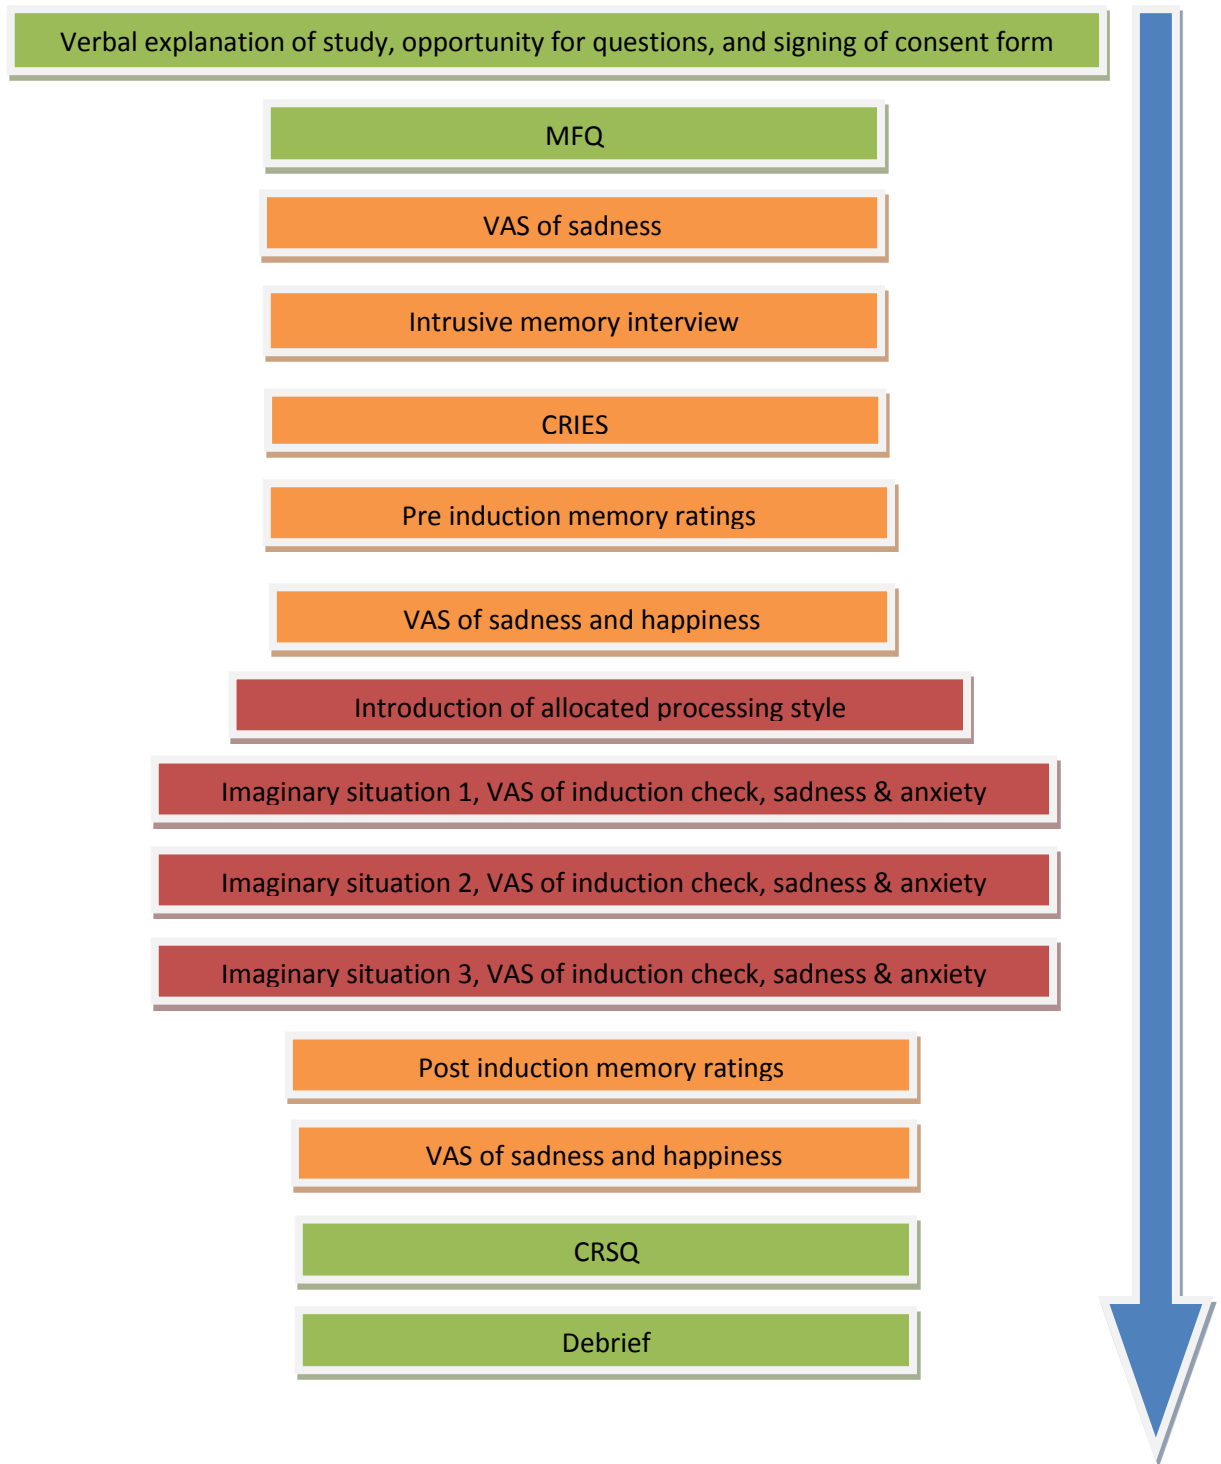 Verbal explanation of study, opportunity for questions, and signing of consent form
MFQ
VAS of sadness
Intrusive memory interview
CRIES
Pre induction memory ratings
VAS of sadness and happiness
Introduction of allocated processing style
Imaginary situation 1, VAS of induction check, sadness & anxiety
Imaginary situation 2, VAS of induction check, sadness & anxiety
Imaginary situation 3, VAS of induction check, sadness & anxiety
Post induction memory ratings
VAS of sadness and happiness
CRSQ
Debrief